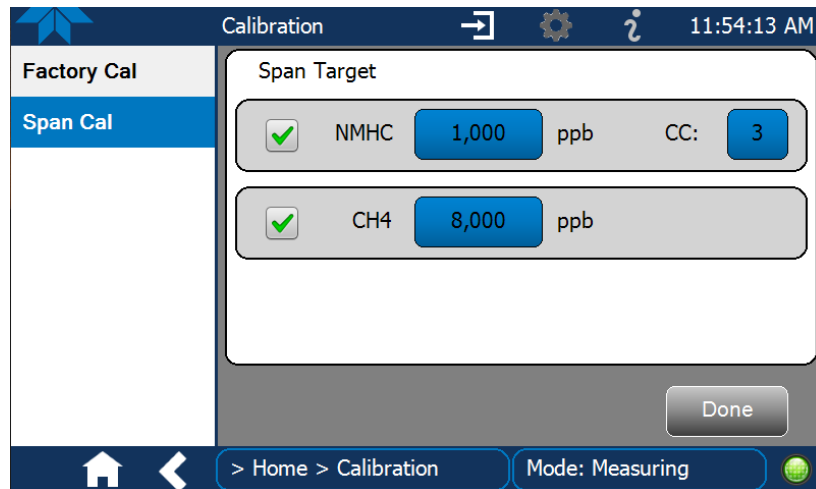 Calibration 11:54:13 AM
Factory Cal
Span Cal
Span Target
NMHC 1,000 ppb CC: 3
CH4 8,000 ppb
Done
> Home > Calibration Mode: Measuring